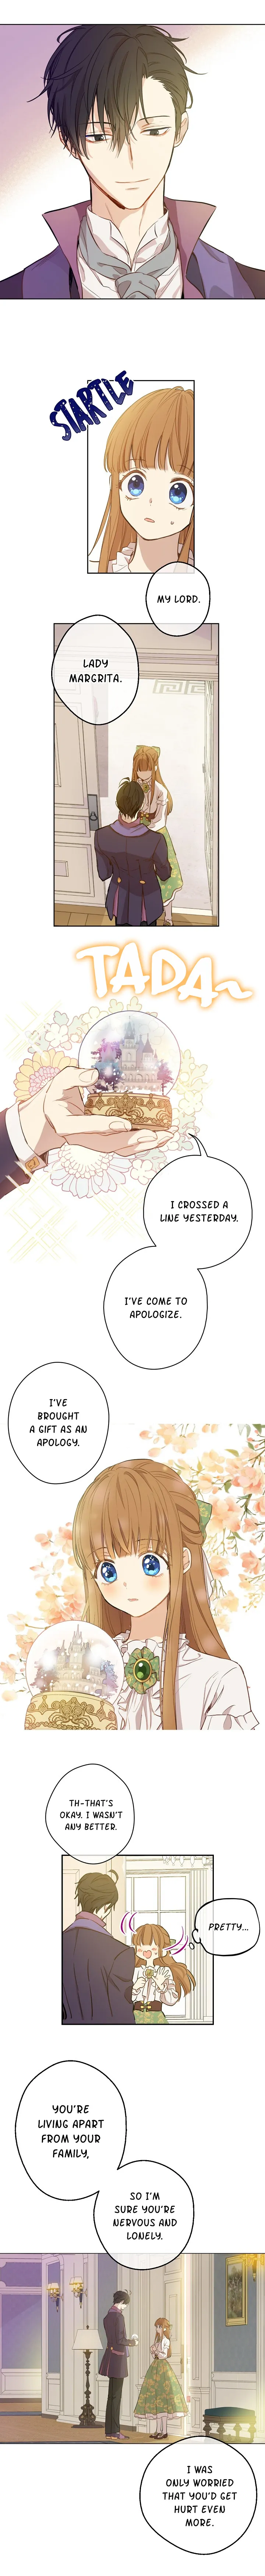 STARTLE
MY LORD.
LADY
MARGRITA.
TADA~
I CROSSED A
LINE YESTERDAY.
I'VE COME TO
APOLOGIZE.
I'VE
BROUGHT
A GIFT AS AN
APOLOGY.
TH-THAT'S
OKAY. I WASN'T
ANY BETTER.
PRETTY...
YOU'RE
LIVING APART
FROM YOUR
FAMILY,
SO I'M
SURE YOU'RE
NERVOUS AND
LONELY.
I WAS
ONLY WORRIED
THAT YOU'D GET
HURT EVEN
MORE.